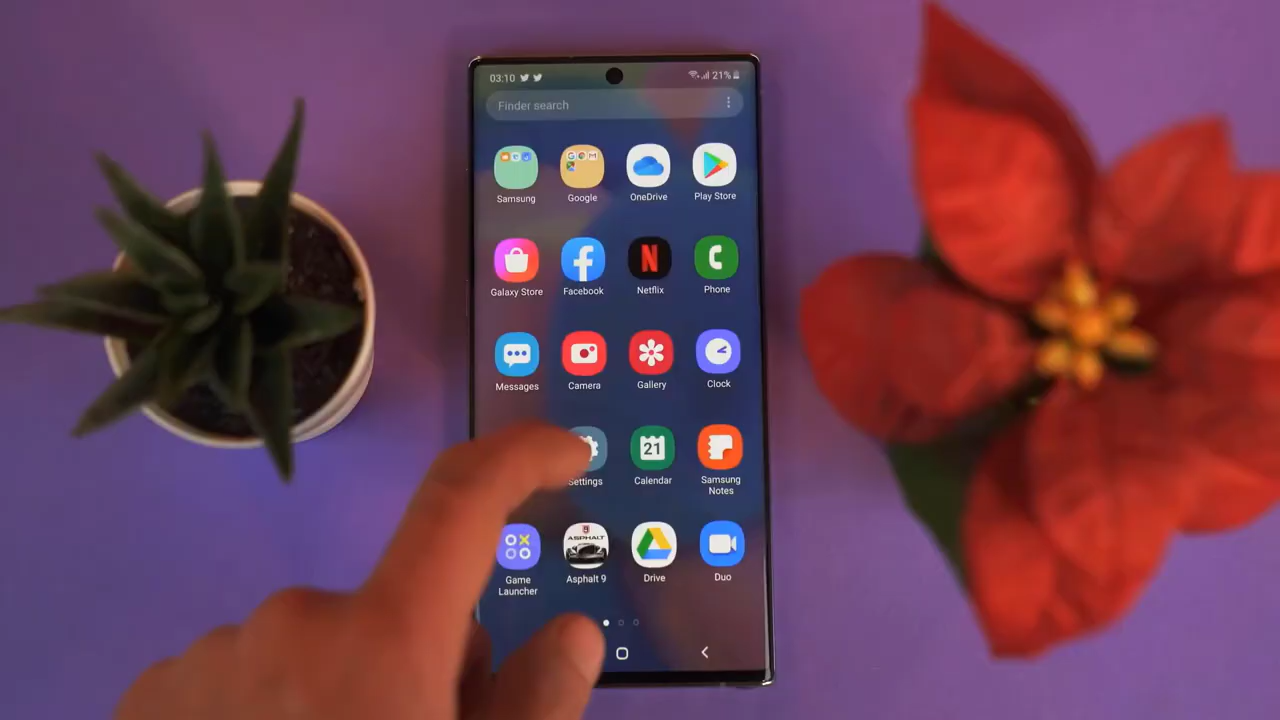 03:10
21%
Finder search
Samsung
Google
OneDrive
Play Store
Galaxy Store
Facebook
Netflix
Phone
Messages
Camera
Gallery
Clock
Settings
21
Calendar
Samsung
Notes
Game
Launcher
ASPHALT
Asphalt 9
Drive
Duo